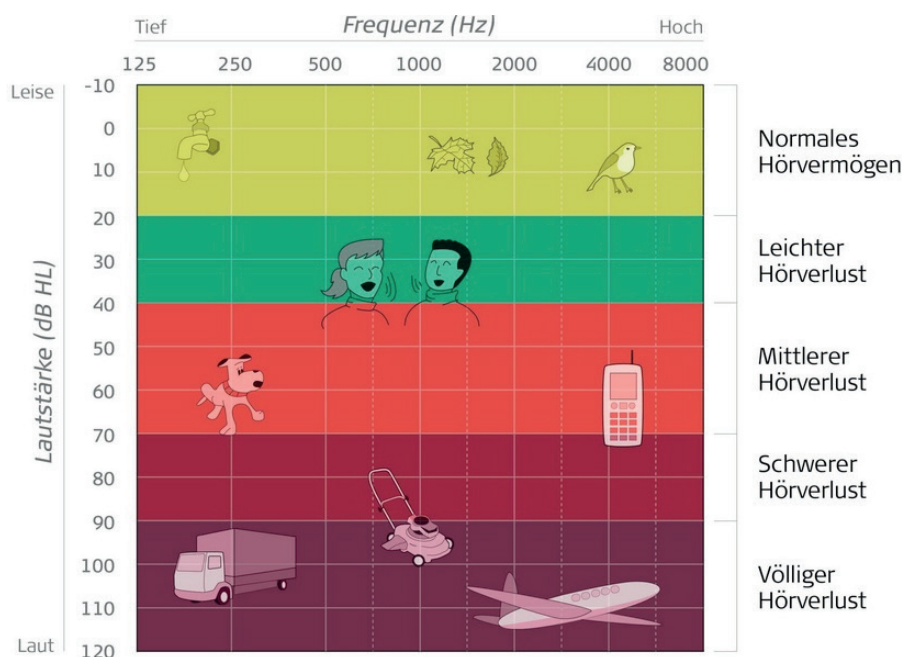 Tief Frequenz (Hz) Hoch
125 250 500 1000 2000 4000 8000
Leise
Lautstärke (dB HL)
Laut
-10
0
10
20
30
40
50
60
70
80
90
100
110
120
Normales
Hörvermögen
Leichter
Hörverlust
Mittlerer
Hörverlust
Schwerer
Hörverlust
Völliger
Hörverlust